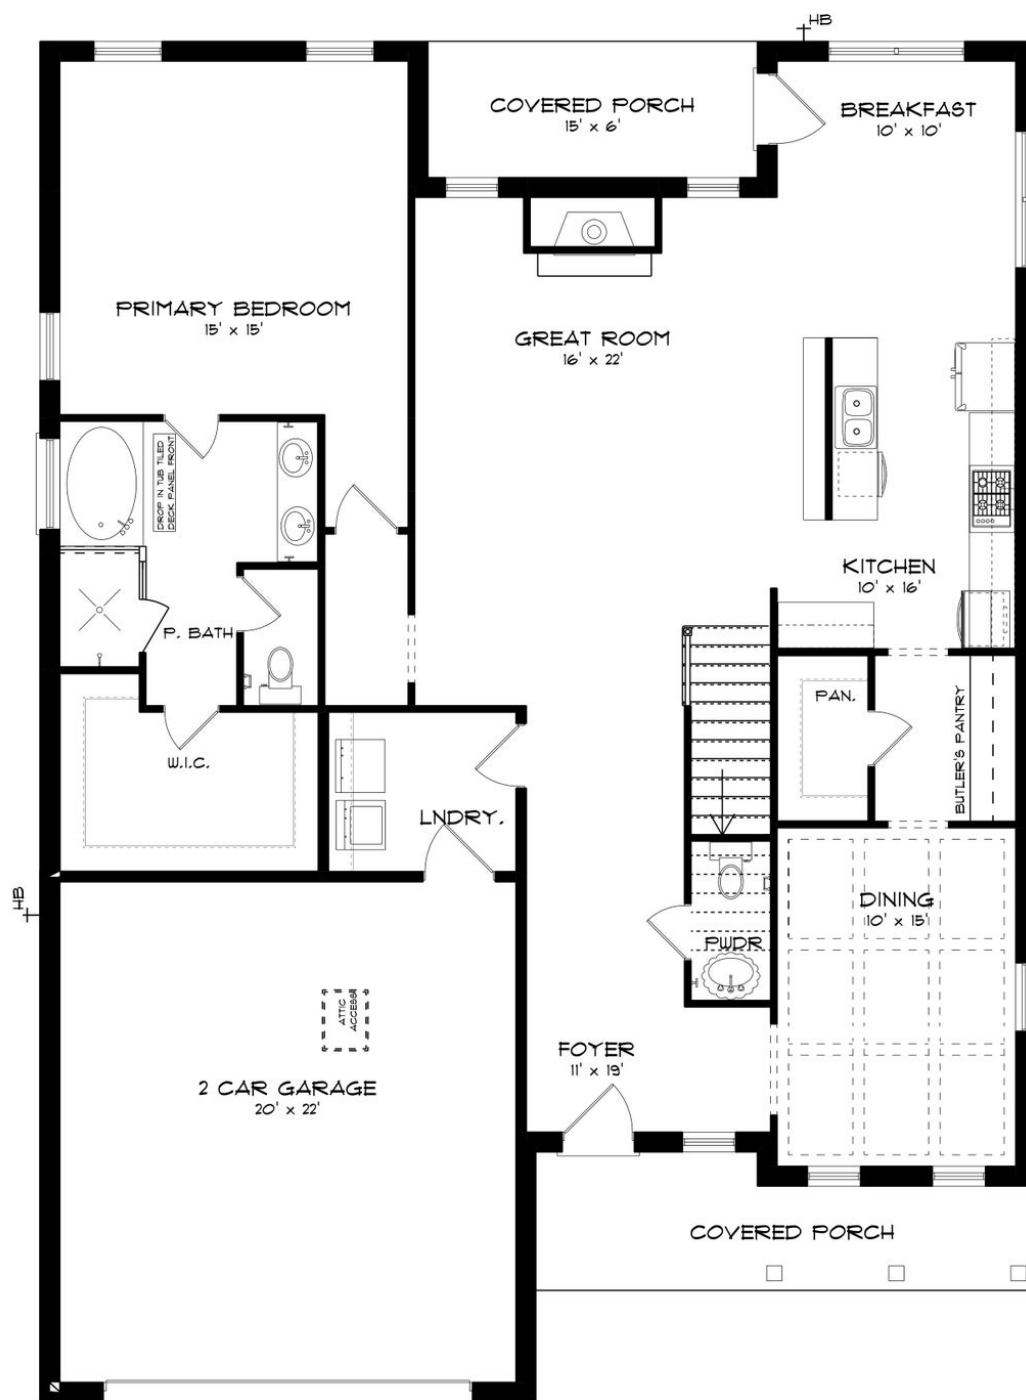 HB
COVERED PORCH
15' x 6'
BREAKFAST
10' x 10'
PRIMARY BEDROOM
15' x 15'
GREAT ROOM
16' x 22'
DROP IN TUB TILED
DECK PANEL FRONT
KITCHEN
10' x 16'
P. BATH
PAN.
BUTLER'S PANTRY
W.I.C.
LNDRY.
HB
DINING
10' x 15'
PWDR
ATTIC
ACCESS
FOYER
11' x 19'
2 CAR GARAGE
20' x 22'
COVERED PORCH